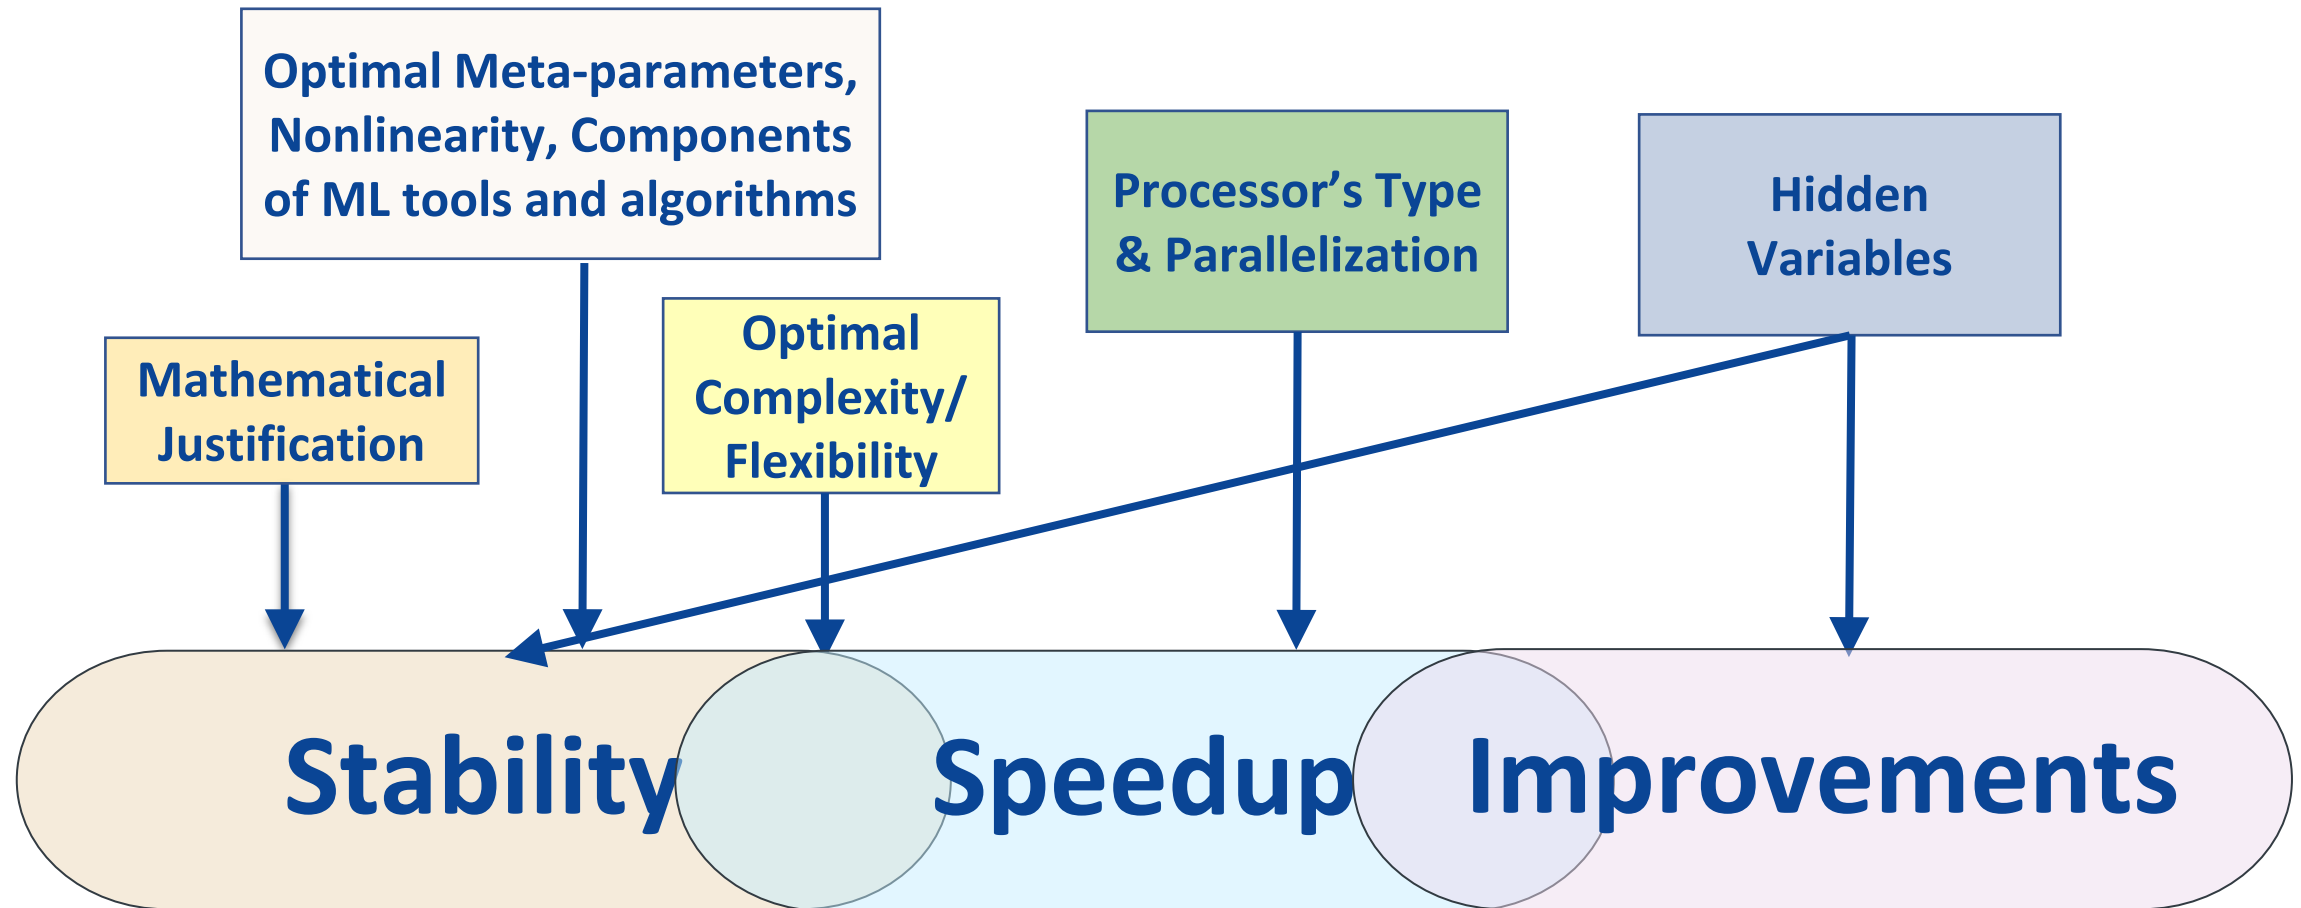 Optimal Meta-parameters,
Nonlinearity, Components
of ML tools and algorithms
Processor’s Type
& Parallelization
Hidden
Variables
Mathematical
Justification
Optimal
Complexity/
Flexibility
Stability
Speedup
Improvements